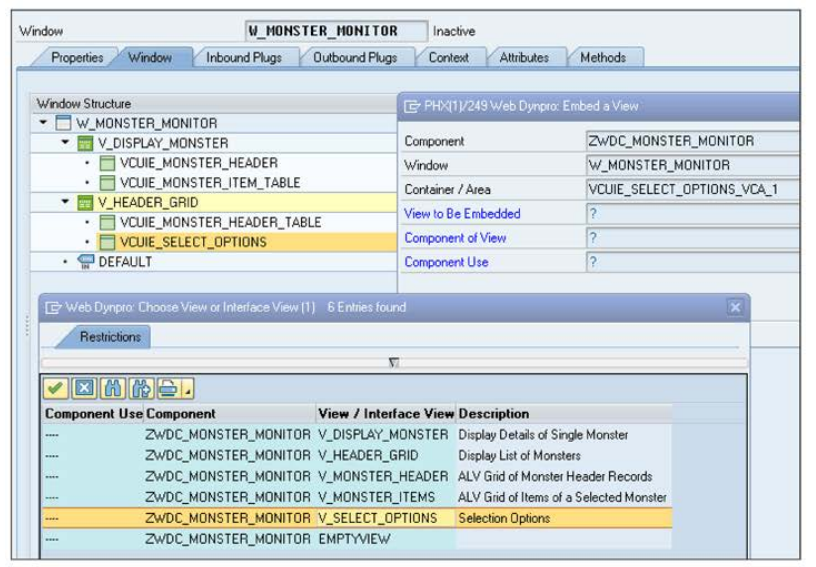 Window W_MONSTER_MONITOR Inactive
Properties Window Inbound Plugs Outbound Plugs Context Attributes Methods
Window Structure
W_MONSTER_MONITOR
V_DISPLAY_MONSTER
VCUIE_MONSTER_HEADER
VCUIE_MONSTER_ITEM_TABLE
V_HEADER_GRID
VCUIE_MONSTER_HEADER_TABLE
VCUIE_SELECT_OPTIONS
DEFAULT
PHX(1)/249 Web Dynpro: Embed a View
Component ZWDC_MONSTER_MONITOR
Window W_MONSTER_MONITOR
Container / Area VCUIE_SELECT_OPTIONS_VCA_1
View to Be Embedded ?
Component of View ?
Component Use ?
Web Dynpro: Choose View or Interface View (1) 6 Entries found
Restrictions
Component Use Component View / Interface View Description
---- ZWDC_MONSTER_MONITOR V_DISPLAY_MONSTER Display Details of Single Monster
---- ZWDC_MONSTER_MONITOR V_HEADER_GRID Display List of Monsters
---- ZWDC_MONSTER_MONITOR V_MONSTER_HEADER ALV Grid of Monster Header Records
---- ZWDC_MONSTER_MONITOR V_MONSTER_ITEMS ALV Grid of Items of a Selected Monster
---- ZWDC_MONSTER_MONITOR V_SELECT_OPTIONS Selection Options
---- ZWDC_MONSTER_MONITOR EMPTYVIEW